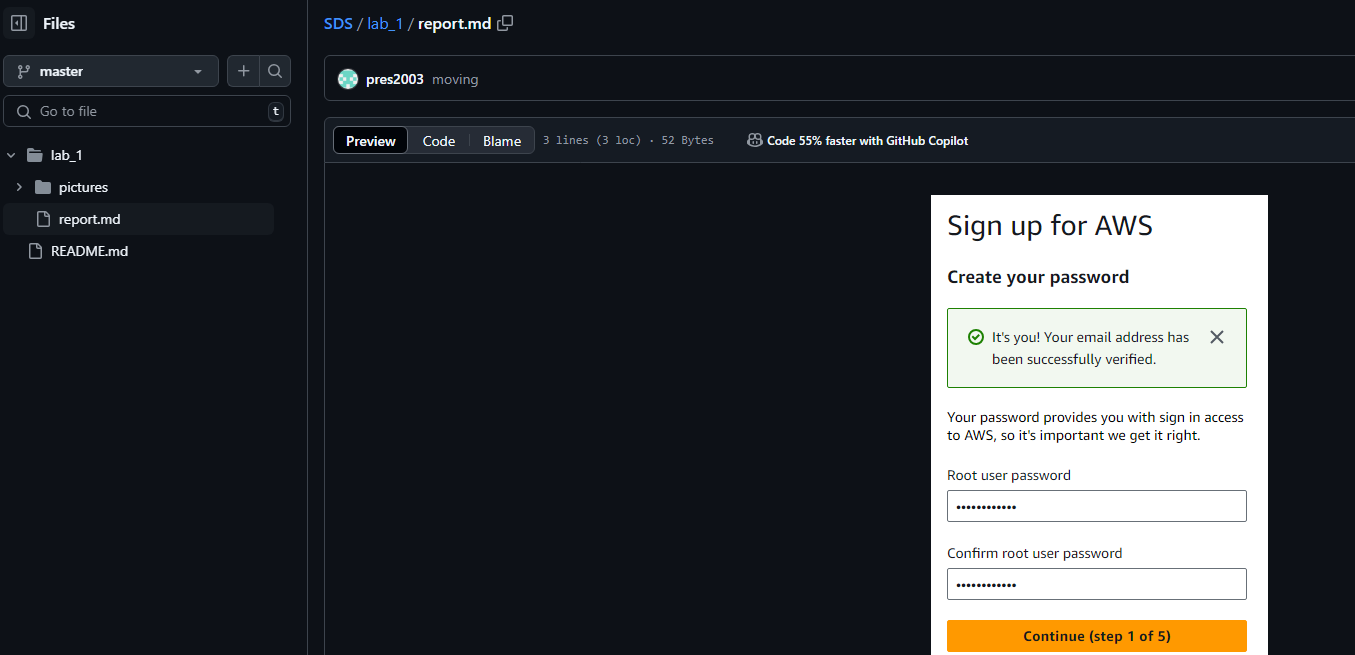 Files
master
Go to file
t
lab_1
pictures
report.md
README.md
SDS / lab_1 / report.md
pres2003 moving
Preview Code Blame 3 lines (3 loc) · 52 Bytes Code 55% faster with GitHub Copilot
Sign up for AWS
Create your password
It's you! Your email address has
been successfully verified.
Your password provides you with sign in access
to AWS, so it's important we get it right.
Root user password
••••••••••••
Confirm root user password
••••••••••••
Continue (step 1 of 5)